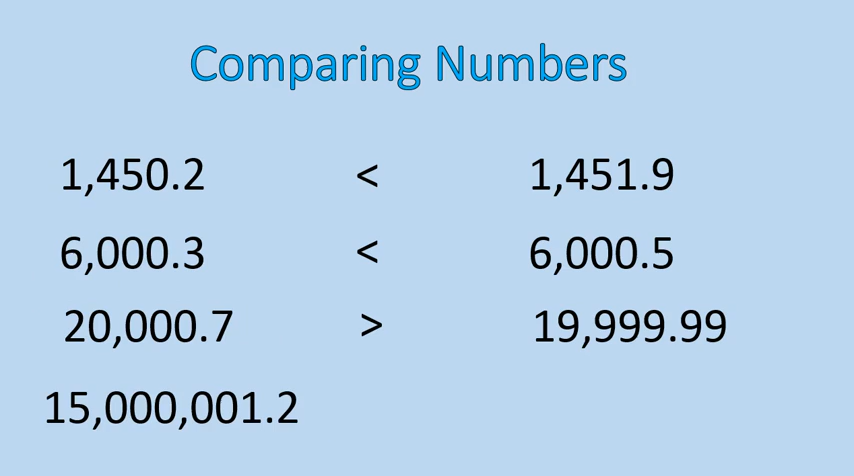 Comparing Numbers
1,450.2 < 1,451.9
6,000.3 < 6,000.5
20,000.7 > 19,999.99
15,000,001.2